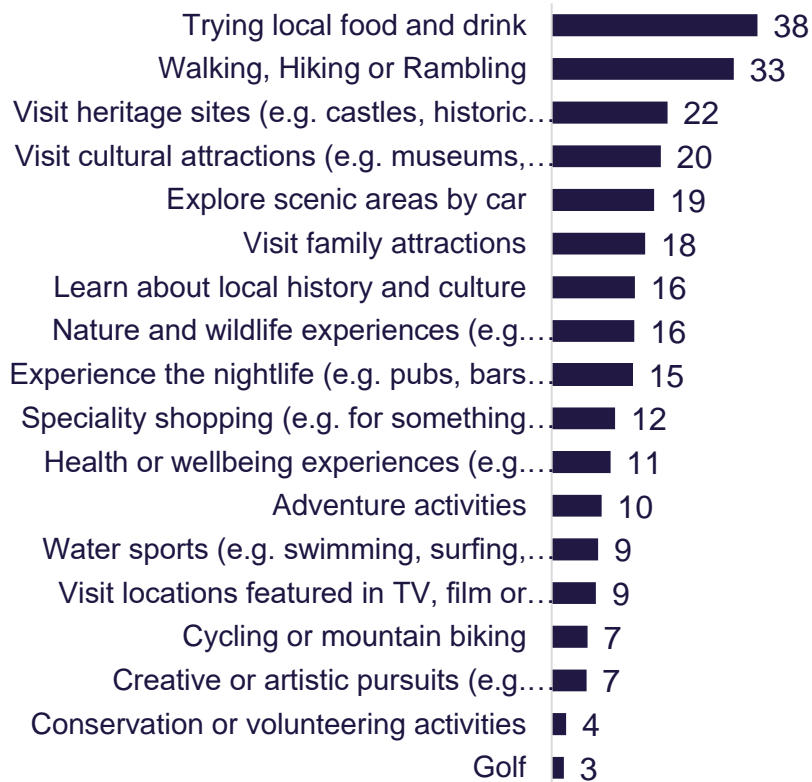 Trying local food and drink 38
Walking, Hiking or Rambling 33
Visit heritage sites (e.g. castles, historic… 22
Visit cultural attractions (e.g. museums,… 20
Explore scenic areas by car 19
Visit family attractions 18
Learn about local history and culture 16
Nature and wildlife experiences (e.g.… 16
Experience the nightlife (e.g. pubs, bars… 15
Speciality shopping (e.g. for something… 12
Health or wellbeing experiences (e.g.… 11
Adventure activities 10
Water sports (e.g. swimming, surfing,… 9
Visit locations featured in TV, film or… 9
Cycling or mountain biking 7
Creative or artistic pursuits (e.g.… 7
Conservation or volunteering activities 4
Golf 3